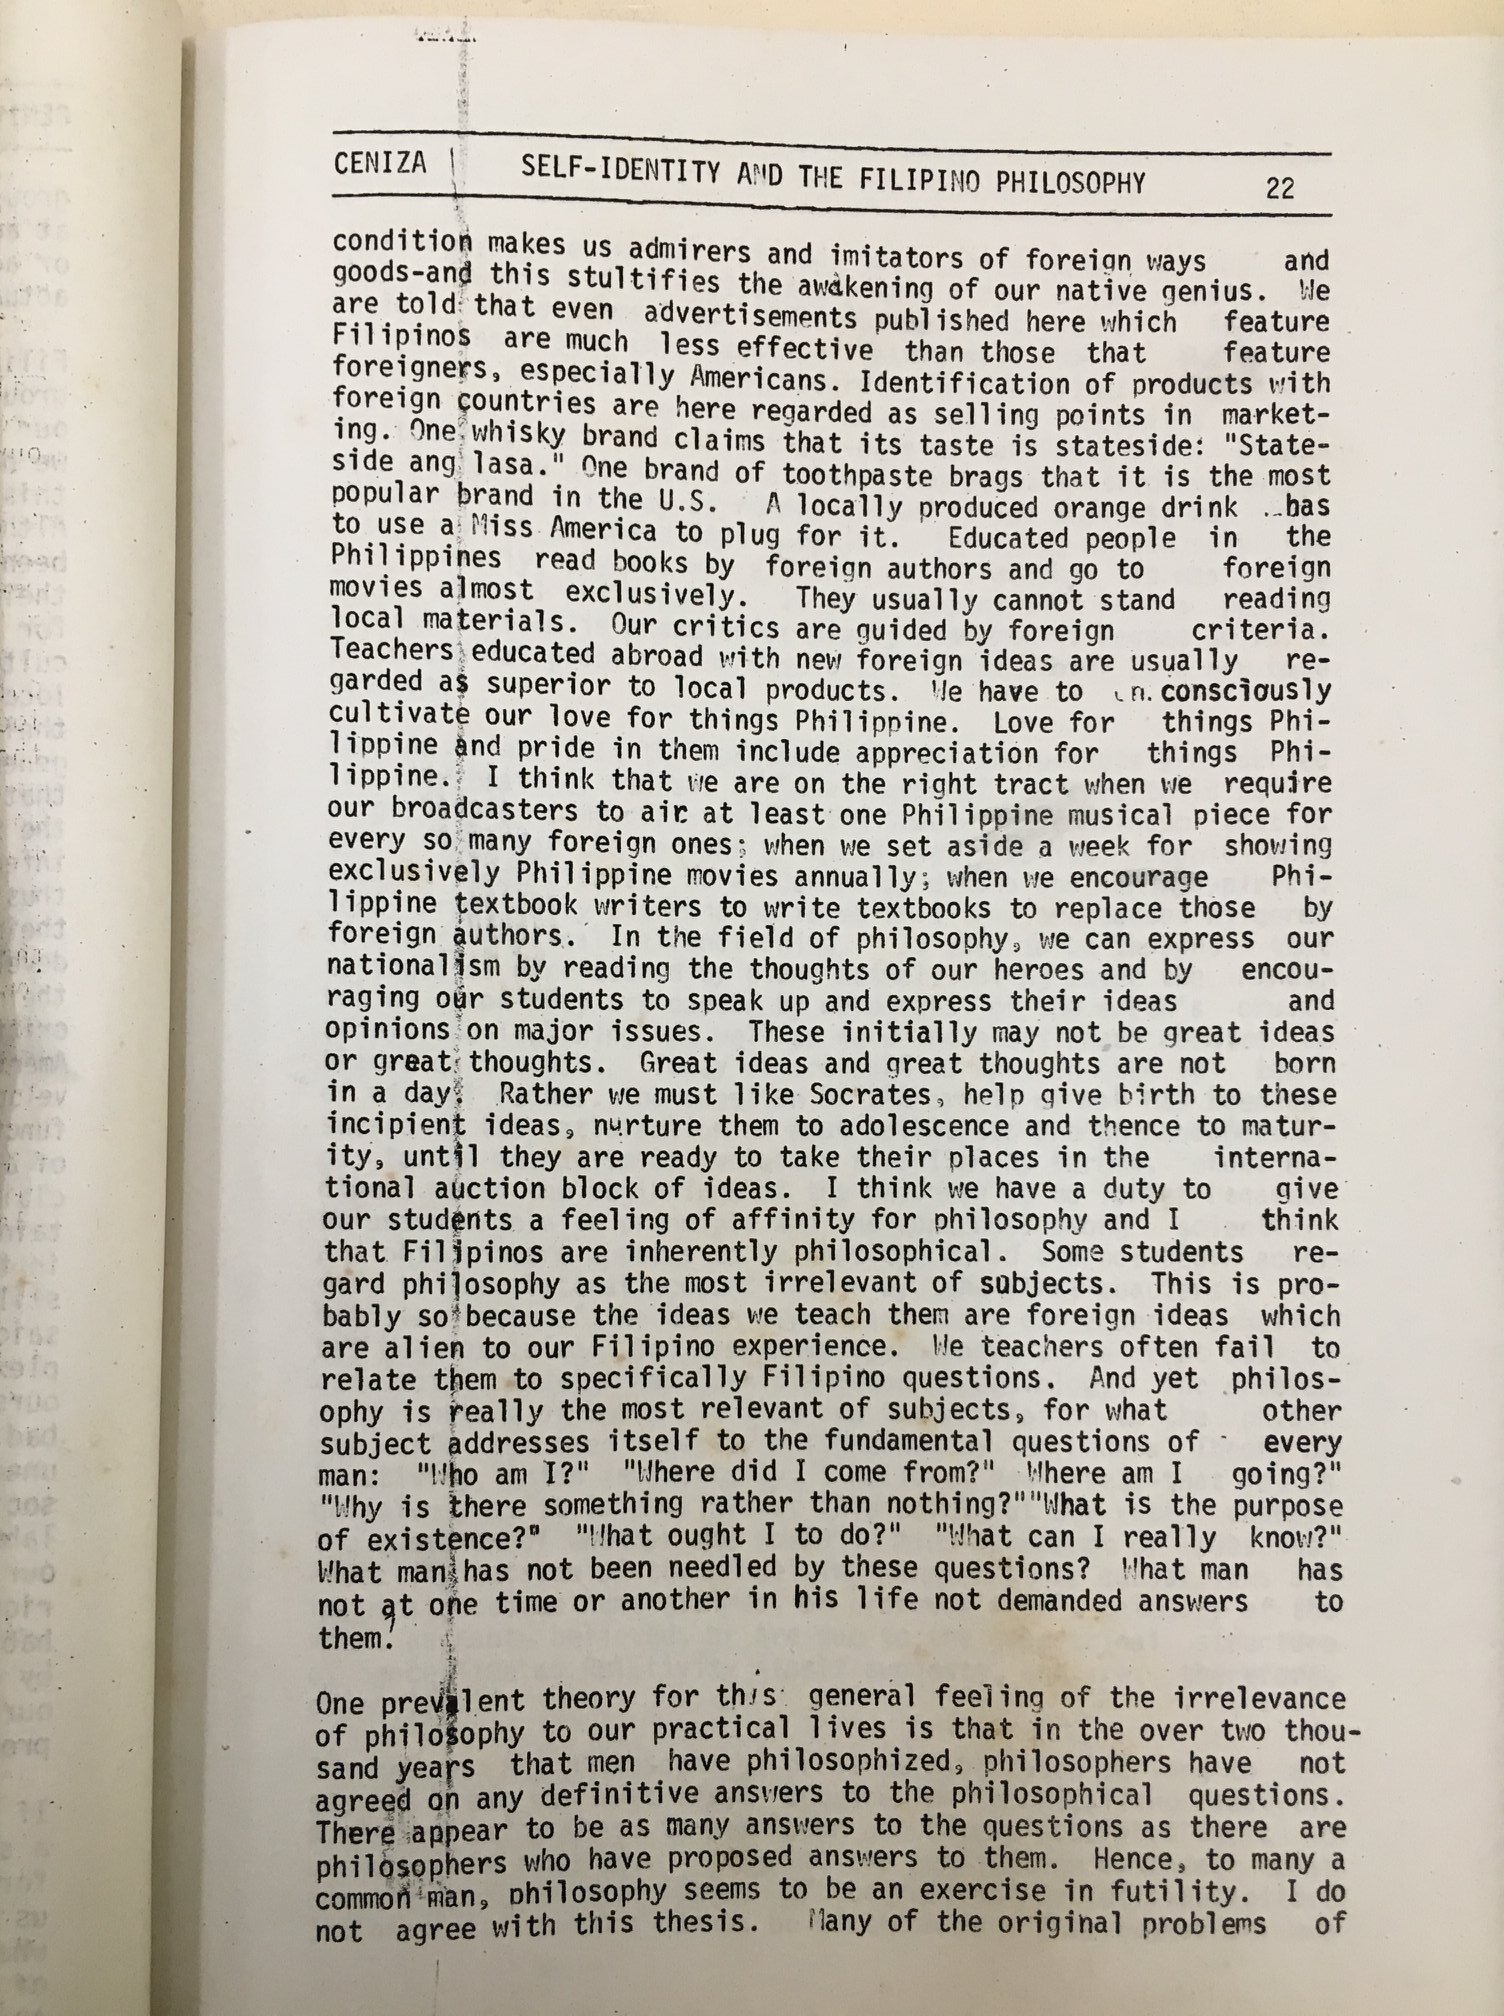 CENIZA | SELF-IDENTITY AND THE FILIPINO PHILOSOPHY 22
condition makes us admirers and imitators of foreign ways and
goods-and this stultifies the awakening of our native genius. We
are told that even advertisements published here which feature
Filipinos are much less effective than those that feature
foreigners, especially Americans. Identification of products with
foreign countries are here regarded as selling points in market-
ing. One whisky brand claims that its taste is stateside: "State-
side ang lasa." One brand of toothpaste brags that it is the most
popular brand in the U.S. A locally produced orange drink has
to use a Miss America to plug for it. Educated people in the
Philippines read books by foreign authors and go to foreign
movies almost exclusively. They usually cannot stand reading
local materials. Our critics are guided by foreign criteria.
Teachers educated abroad with new foreign ideas are usually re-
garded as superior to local products. We have to consciously
cultivate our love for things Philippine. Love for things Phi-
lippine and pride in them include appreciation for things Phi-
lippine. I think that we are on the right tract when we require
our broadcasters to air at least one Philippine musical piece for
every so many foreign ones; when we set aside a week for showing
exclusively Philippine movies annually; when we encourage Phi-
lippine textbook writers to write textbooks to replace those by
foreign authors. In the field of philosophy, we can express our
nationalism by reading the thoughts of our heroes and by encou-
raging our students to speak up and express their ideas and
opinions on major issues. These initially may not be great ideas
or great thoughts. Great ideas and great thoughts are not born
in a day. Rather we must like Socrates, help give birth to these
incipient ideas, nurture them to adolescence and thence to matur-
ity, until they are ready to take their places in the interna-
tional auction block of ideas. I think we have a duty to give
our students a feeling of affinity for philosophy and I think
that Filipinos are inherently philosophical. Some students re-
gard philosophy as the most irrelevant of subjects. This is pro-
bably so because the ideas we teach them are foreign ideas which
are alien to our Filipino experience. We teachers often fail to
relate them to specifically Filipino questions. And yet philos-
ophy is really the most relevant of subjects, for what other
subject addresses itself to the fundamental questions of every
man: "Who am I?" "Where did I come from?" Where am I going?"
"Why is there something rather than nothing?""What is the purpose
of existence?" "What ought I to do?" "What can I really know?"
What man has not been needled by these questions? What man has
not at one time or another in his life not demanded answers to
them?

One prevalent theory for this general feeling of the irrelevance
of philosophy to our practical lives is that in the over two thou-
sand years that men have philosophized, philosophers have not
agreed on any definitive answers to the philosophical questions.
There appear to be as many answers to the questions as there are
philosophers who have proposed answers to them. Hence, to many a
common man, philosophy seems to be an exercise in futility. I do
not agree with this thesis. Many of the original problems of